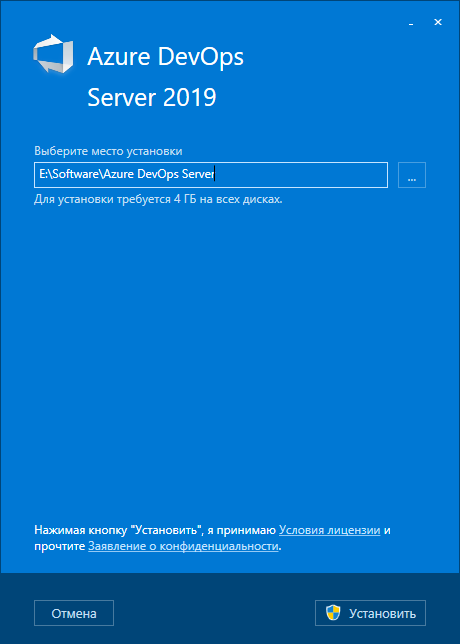 Azure DevOps
Server 2019
Выберите место установки
E:\Software\Azure DevOps Server
...
Для установки требуется 4 ГБ на всех дисках.
Нажимая кнопку "Установить", я принимаю Условия лицензии и
прочтите Заявление о конфиденциальности.
Отмена
Установить